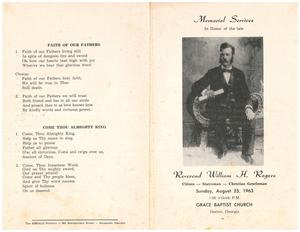 FAITH OF OUR FATHERS
1. Faith of our Fathers living still
In spite of dungeon fire and sword
Oh how our hearts beat high with joy
Whene'er we hear that glorious word.
Chorus:
Faith of our Fathers holy faith,
We will be true to Thee
Till death.
2. Faith of our Fathers we will trust
Both friend and foe in all our strife
And preach thee to as love knows how
By kindly words and virtuous power.
COME THOU ALMIGHTY KING
1. Come, Thou Almighty King,
Help us Thy name to sing,
Help us to praise
Father all glorious
O'er all victorious, Come and reign over us,
Ancient of Days.
2. Come, Thou Incarnate Word,
Gird on Thy mighty sword,
Our prayer attend
Come and Thy people bless,
And give Thy word success
Spirit of holiness
On us descend.
Memorial Services
In Honor of the late
Reverend William H. Rogers
Citizen — Statesman — Christian Gentleman
Sunday, August 25, 1963
GRACE BAPTIST CHURCH
Darien, Georgia